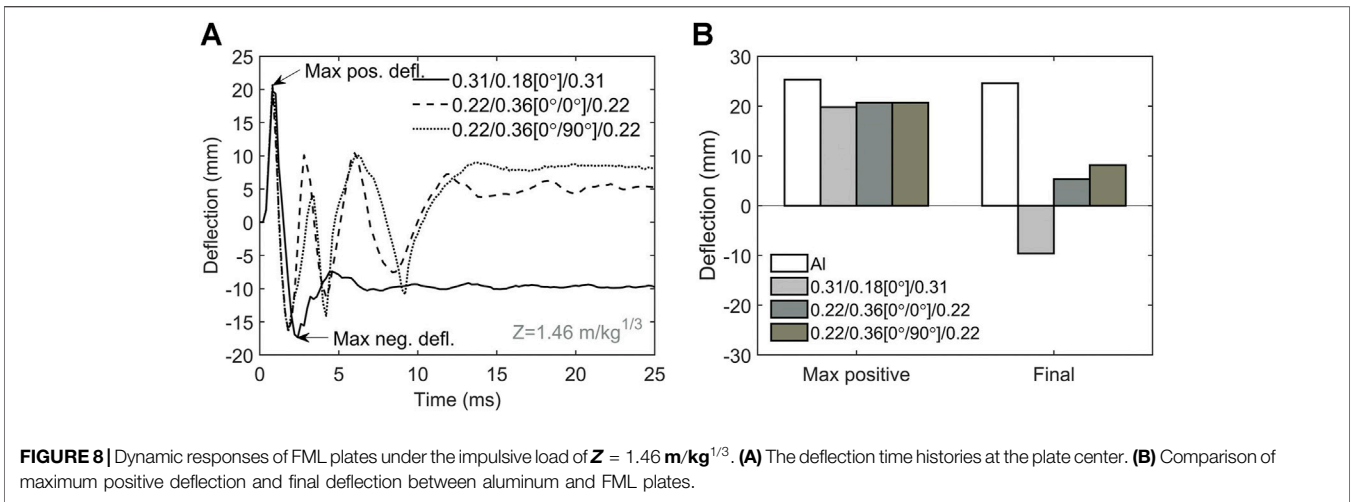 A
25
20
15
10
5
0
-5
-10
-15
-20
Deflection (mm)
Max pos. defl.
0.31/0.18[0°]/0.31
0.22/0.36[0°/0°]/0.22
0.22/0.36[0°/90°]/0.22
Max neg. defl.
Z=1.46 m/kg^1/3
0 5 10 15 20 25
Time (ms)
B
30
20
10
0
-10
-20
-30
Deflection (mm)
Al
0.31/0.18[0°]/0.31
0.22/0.36[0°/0°]/0.22
0.22/0.36[0°/90°]/0.22
Max positive Final
FIGURE 8 | Dynamic responses of FML plates under the impulsive load of Z = 1.46 m/kg^1/3. (A) The deflection time histories at the plate center. (B) Comparison of
maximum positive deflection and final deflection between aluminum and FML plates.